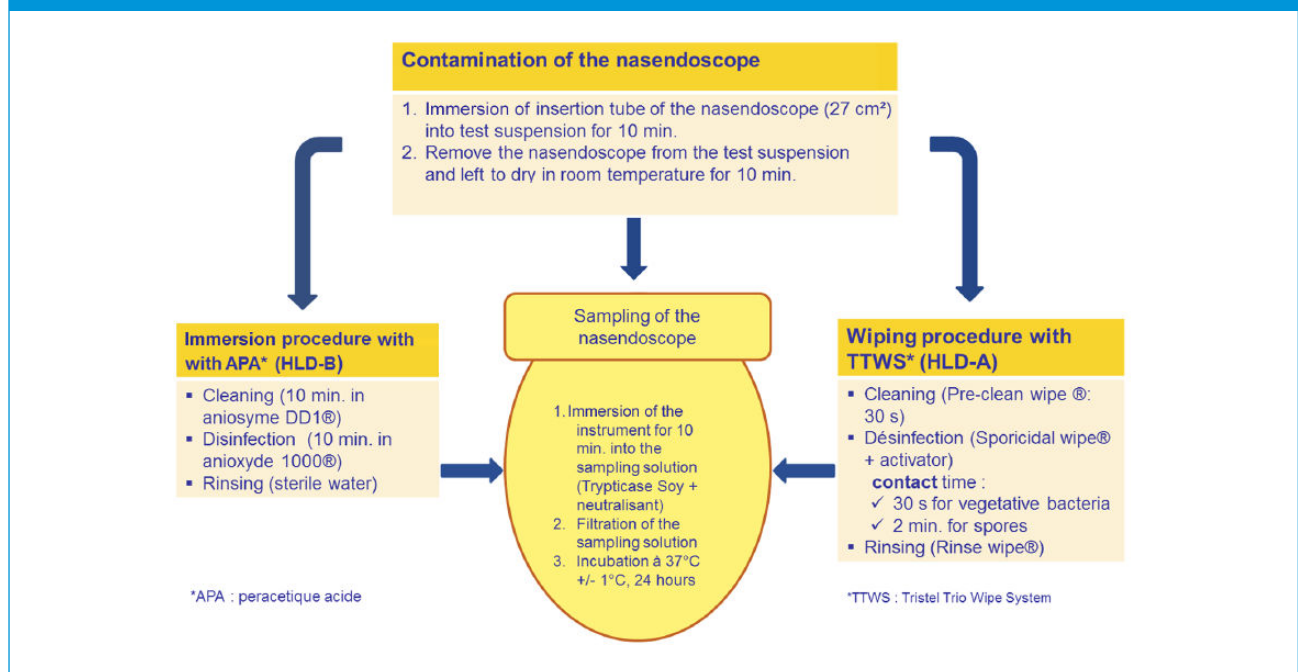 Contamination of the nasendoscope
1. Immersion of insertion tube of the nasendoscope (27 cm²)
into test suspension for 10 min.
2. Remove the nasendoscope from the test suspension
and left to dry in room temperature for 10 min.
Immersion procedure with
with APA* (HLD-B)
▪ Cleaning (10 min. in
aniosyme DD1®)
▪ Disinfection (10 min. in
anioxyde 1000®)
▪ Rinsing (sterile water)
*APA : peracetique acide
Sampling of the
nasendoscope
1. Immersion of the
instrument for 10
min. into the
sampling solution
(Trypticase Soy +
neutralisant)
2. Filtration of the
sampling solution
3. Incubation à 37°C
+/- 1°C, 24 hours
Wiping procedure with
TTWS* (HLD-A)
▪ Cleaning (Pre-clean wipe ®:
30 s)
▪ Désinfection (Sporicidal wipe®
+ activator)
contact time :
✓ 30 s for vegetative bacteria
✓ 2 min. for spores
▪ Rinsing (Rinse wipe®)
*TTWS : Tristel Trio Wipe System